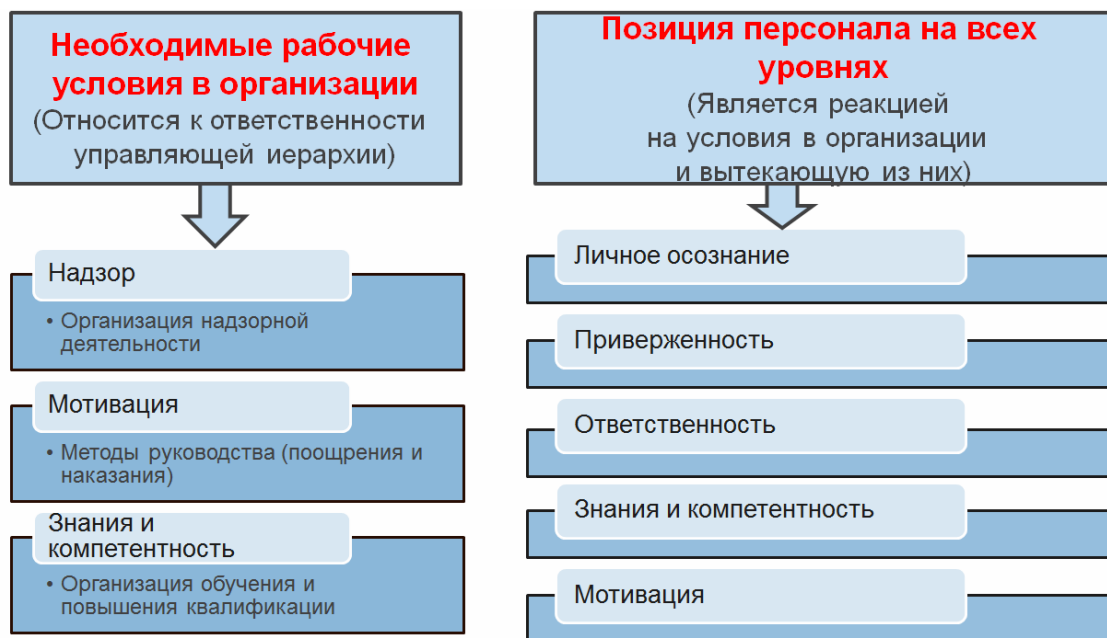 Необходимые рабочие
условия в организации
(Относится к ответственности
управляющей иерархии)
Надзор
• Организация надзорной
деятельности
Мотивация
• Методы руководства (поощрения и
наказания)
Знания и
компетентность
• Организация обучения и
повышения квалификации
Позиция персонала на всех
уровнях
(Является реакцией
на условия в организации
и вытекающую из них)
Личное осознание
Приверженность
Ответственность
Знания и компетентность
Мотивация